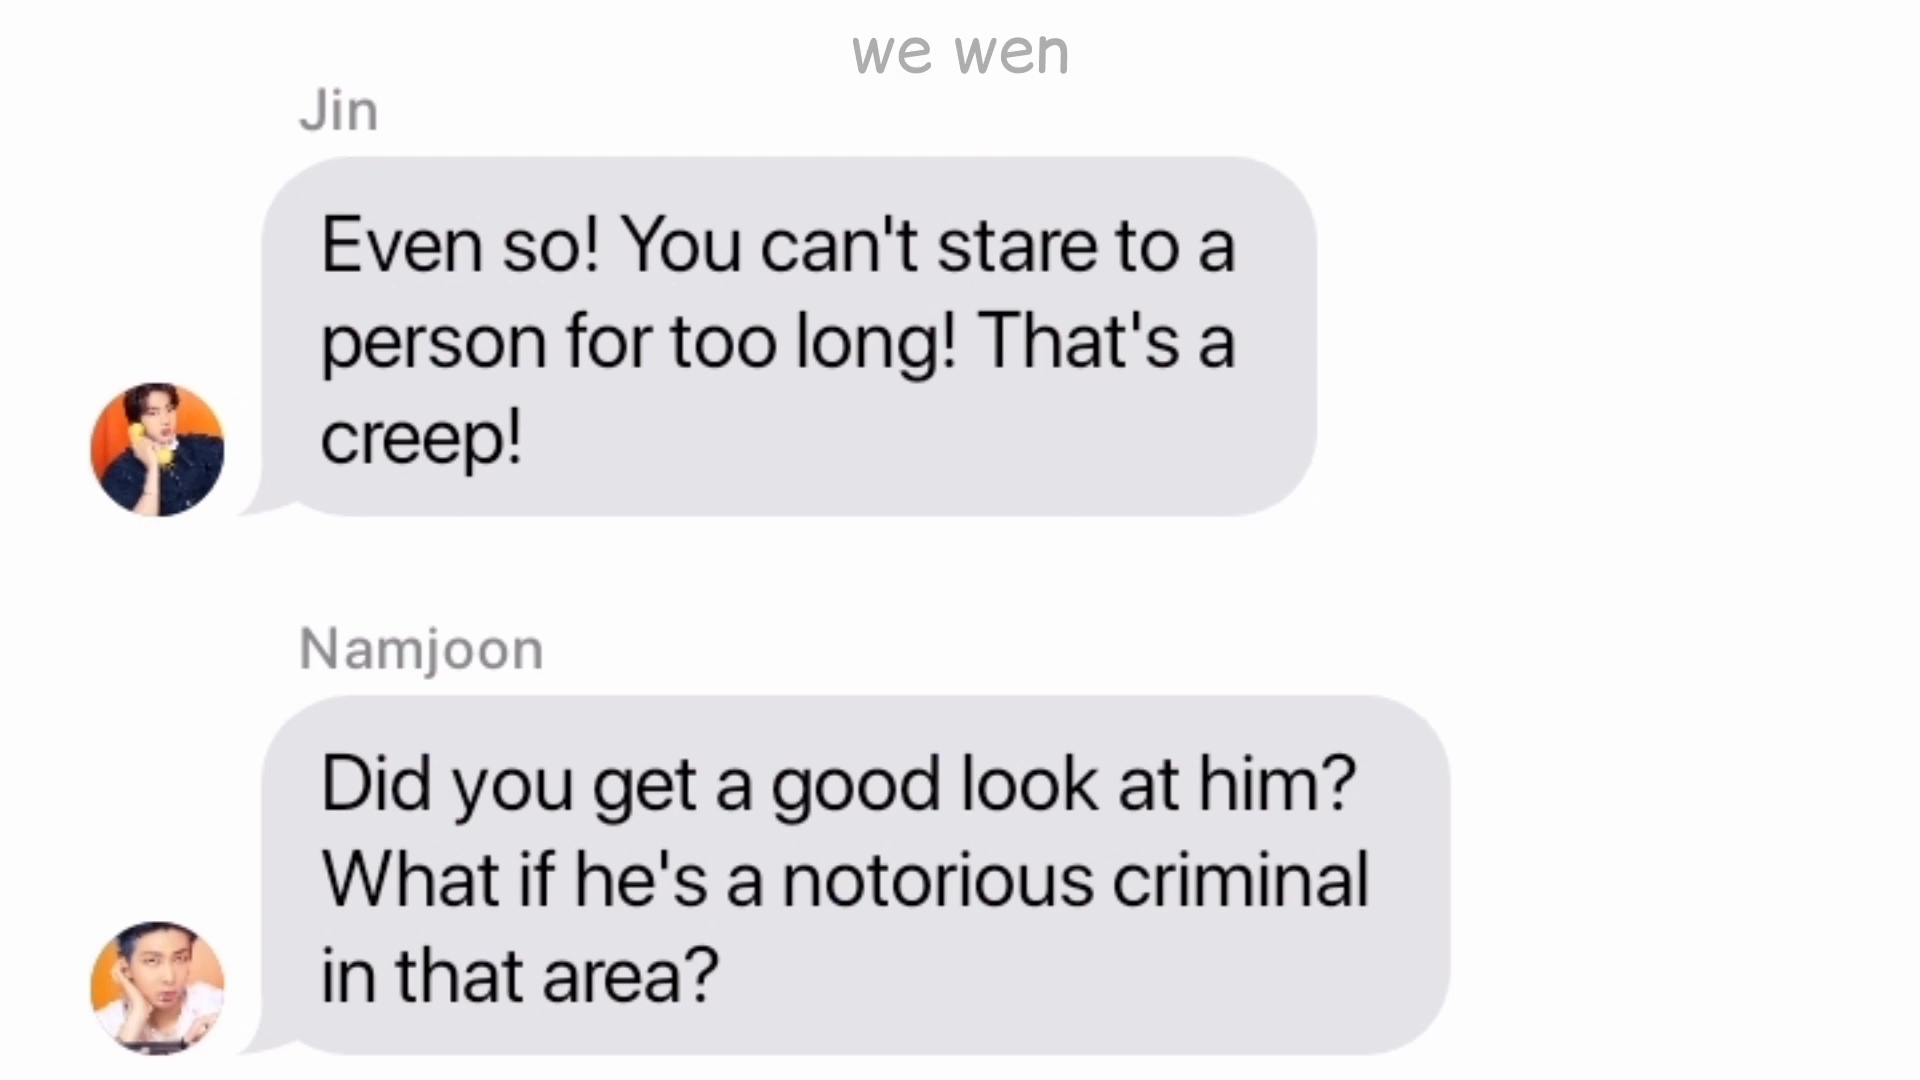 we wen
Jin
Even so! You can't stare to a
person for too long! That's a
creep!
Namjoon
Did you get a good look at him?
What if he's a notorious criminal
in that area?